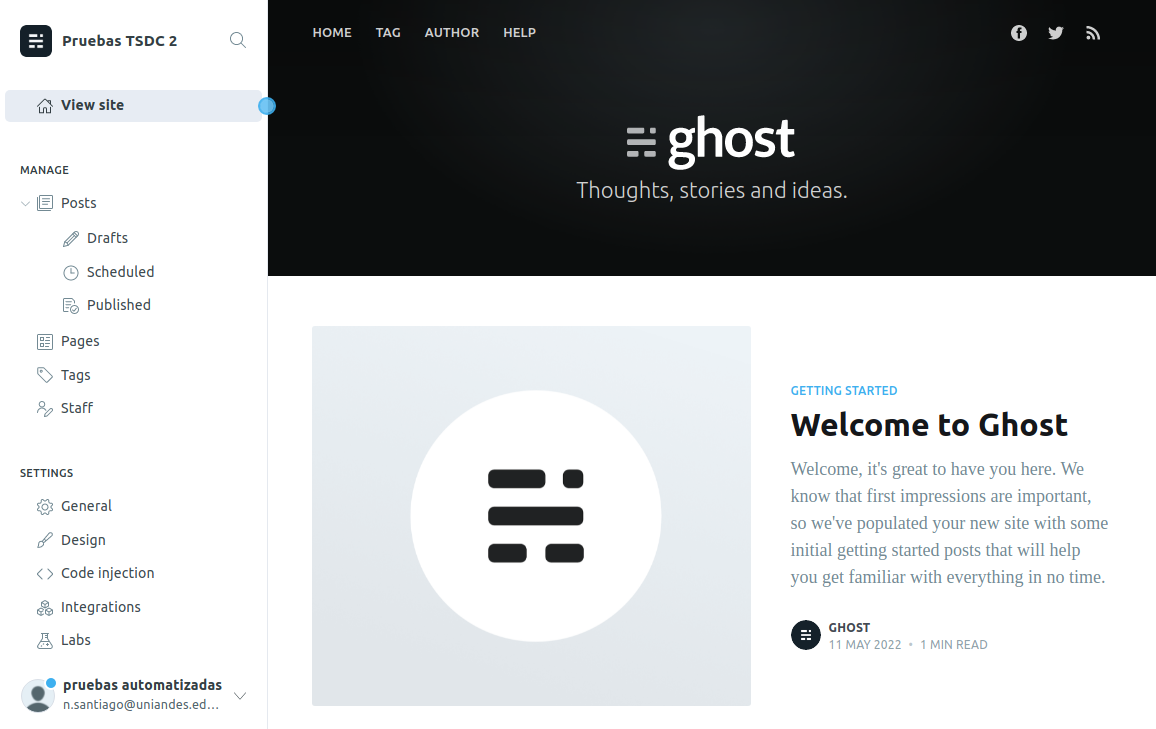 Pruebas TSDC 2
View site
MANAGE
Posts
Drafts
Scheduled
Published
Pages
Tags
Staff
SETTINGS
General
Design
Code injection
Integrations
Labs
pruebas automatizadas
n.santiago@uniandes.ed...
HOME TAG AUTHOR HELP
ghost
Thoughts, stories and ideas.
GETTING STARTED
Welcome to Ghost
Welcome, it's great to have you here. We
know that first impressions are important,
so we've populated your new site with some
initial getting started posts that will help
you get familiar with everything in no time.
GHOST
11 MAY 2022 • 1 MIN READ